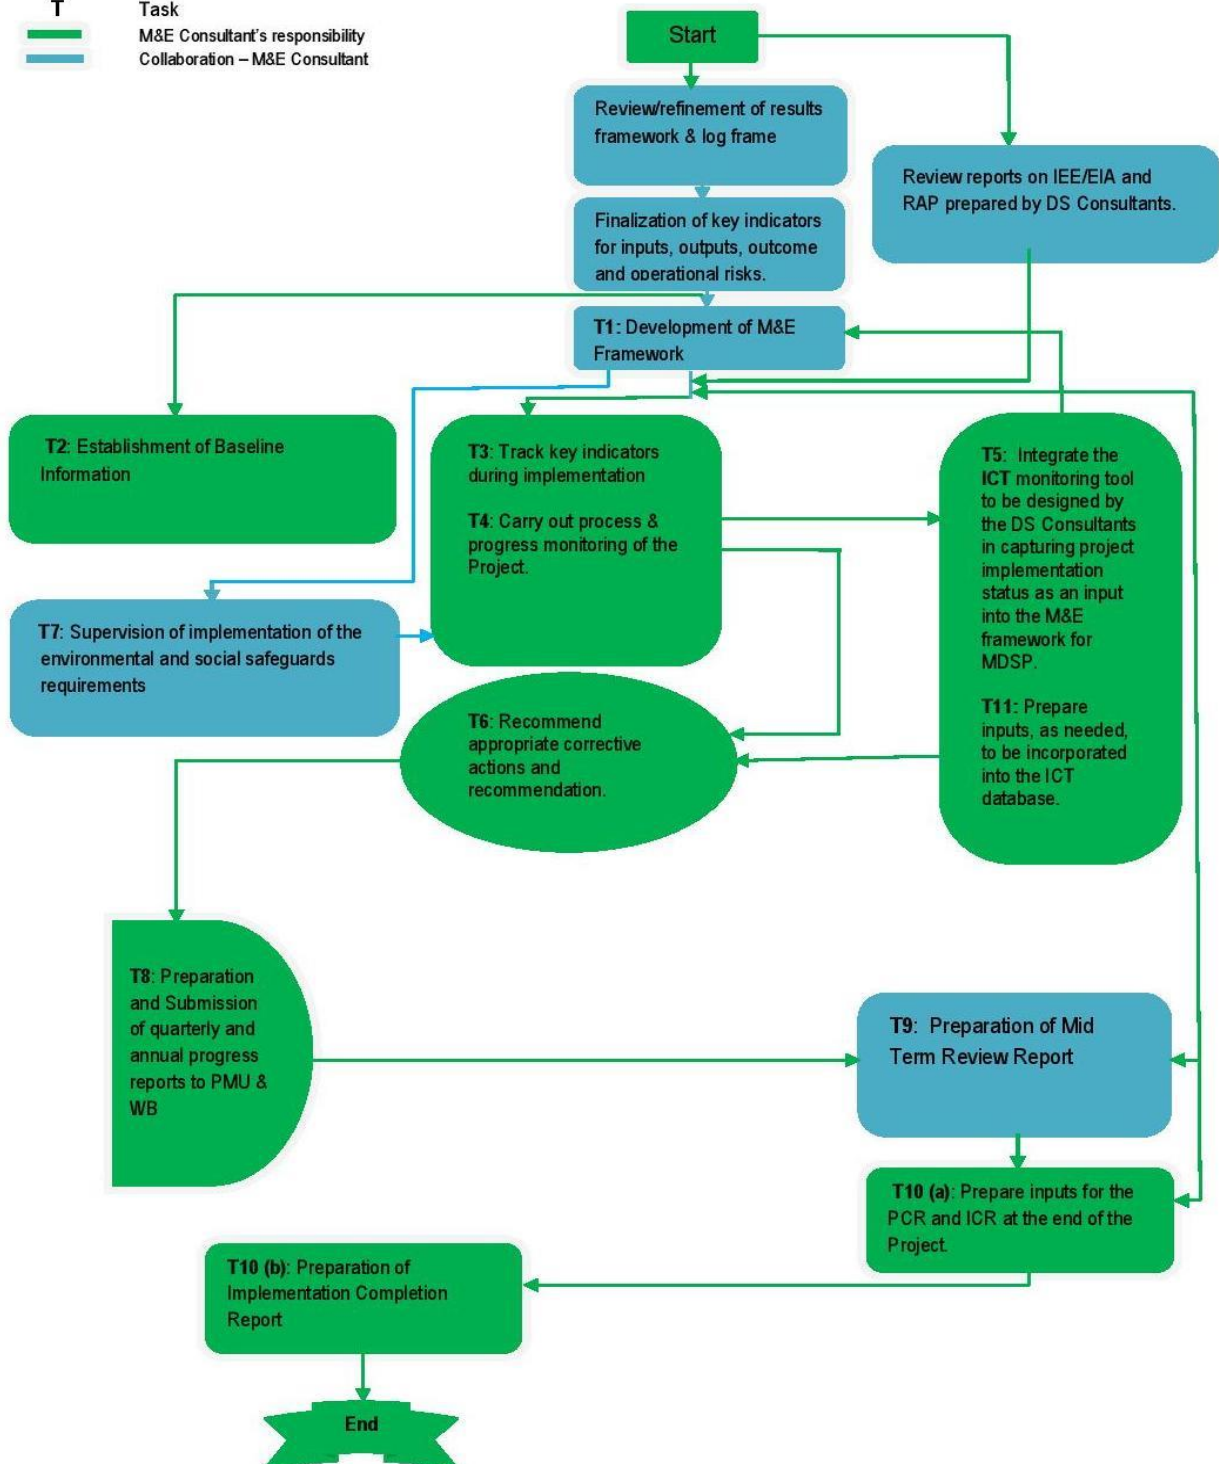 T Task
M&E Consultant's responsibility
Collaboration – M&E Consultant
Start
Review/refinement of results
framework & log frame
Review reports on IEE/EIA and
RAP prepared by DS Consultants.
Finalization of key indicators
for inputs, outputs, outcome
and operational risks.
T1: Development of M&E
Framework
T2: Establishment of Baseline
Information
T3: Track key indicators
during implementation
T4: Carry out process &
progress monitoring of the
Project.
T5: Integrate the
ICT monitoring tool
to be designed by
the DS Consultants
in capturing project
implementation
status as an input
into the M&E
framework for
MDSP.
T11: Prepare
inputs, as needed,
to be incorporated
into the ICT
database.
T7: Supervision of implementation of the
environmental and social safeguards
requirements
T6: Recommend
appropriate corrective
actions and
recommendation.
T8: Preparation
and Submission
of quarterly and
annual progress
reports to PMU &
WB
T9: Preparation of Mid
Term Review Report
T10 (a): Prepare inputs for the
PCR and ICR at the end of the
Project.
T10 (b): Preparation of
Implementation Completion
Report
End